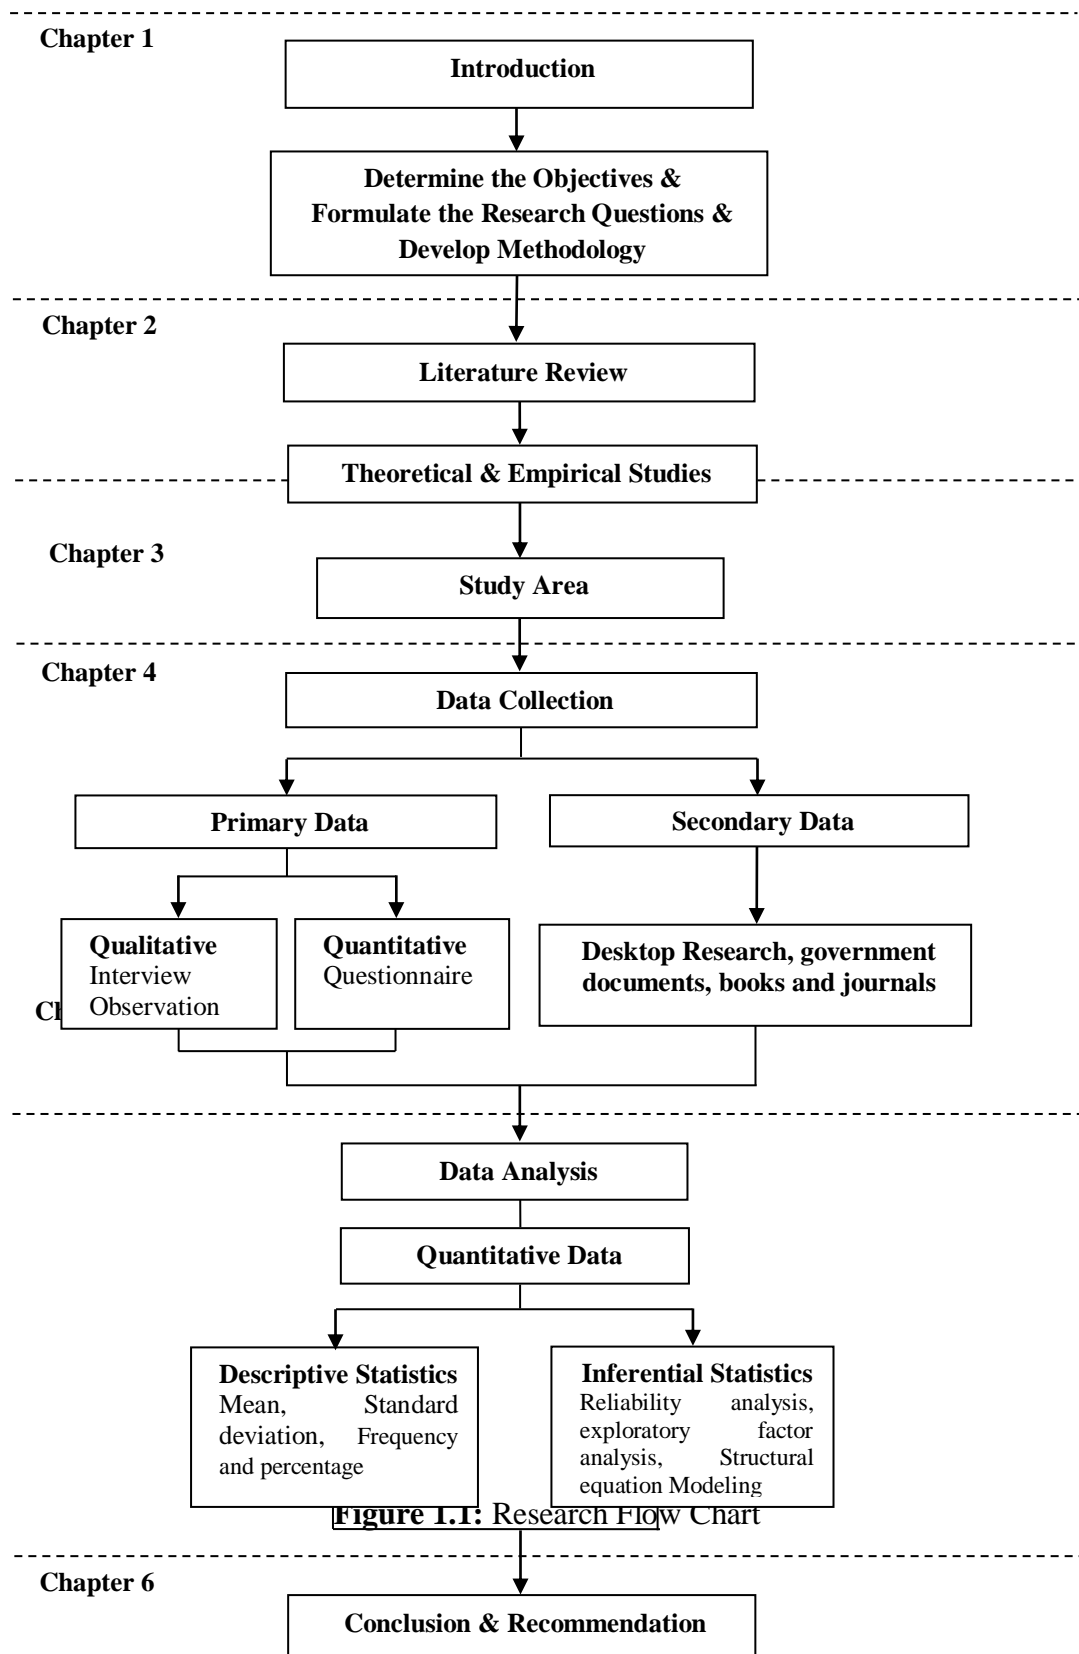 Chapter 1
Introduction
Determine the Objectives &
Formulate the Research Questions &
Develop Methodology
Chapter 2
Literature Review
Theoretical & Empirical Studies
Chapter 3
Study Area
Chapter 4
Data Collection
Primary Data
Secondary Data
Qualitative
Interview
Observation
Quantitative
Questionnaire
Desktop Research, government
documents, books and journals
Data Analysis
Quantitative Data
Descriptive Statistics
Mean, Standard
deviation, Frequency
and percentage
Inferential Statistics
Reliability analysis,
exploratory factor
analysis, Structural
equation Modeling
Figure 1.1: Research Flow Chart
Chapter 6
Conclusion & Recommendation